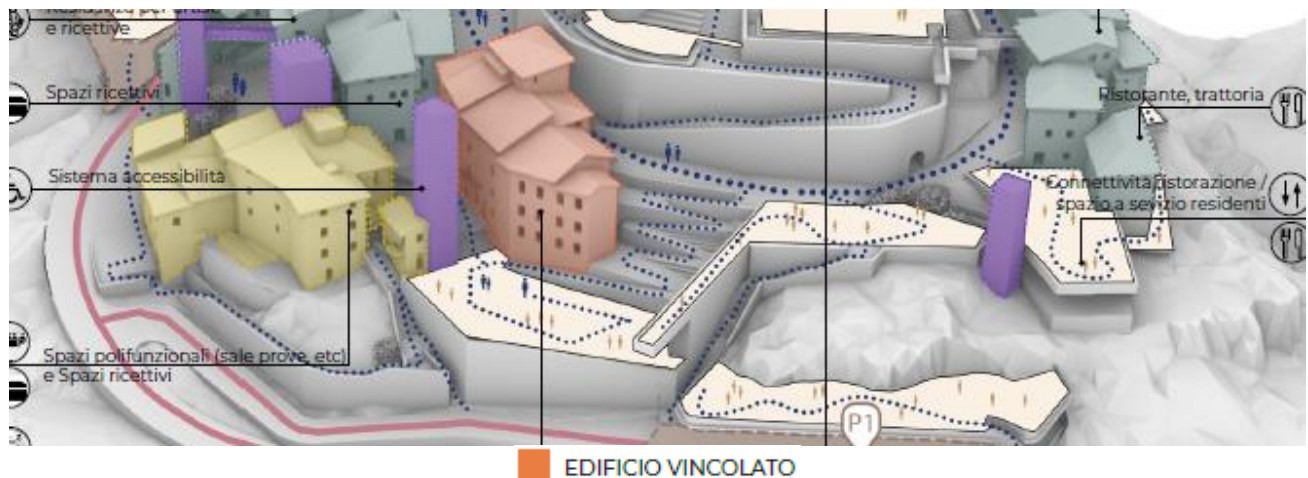 e ricettive
Spazi ricettivi
Ristorante, trattoria
Sistema accessibilità
Connettività ristorazione /
spazio a sevizio residenti
Spazi polifunzionali (sale prove, etc)
e Spazi ricettivi
P1
EDIFICIO VINCOLATO